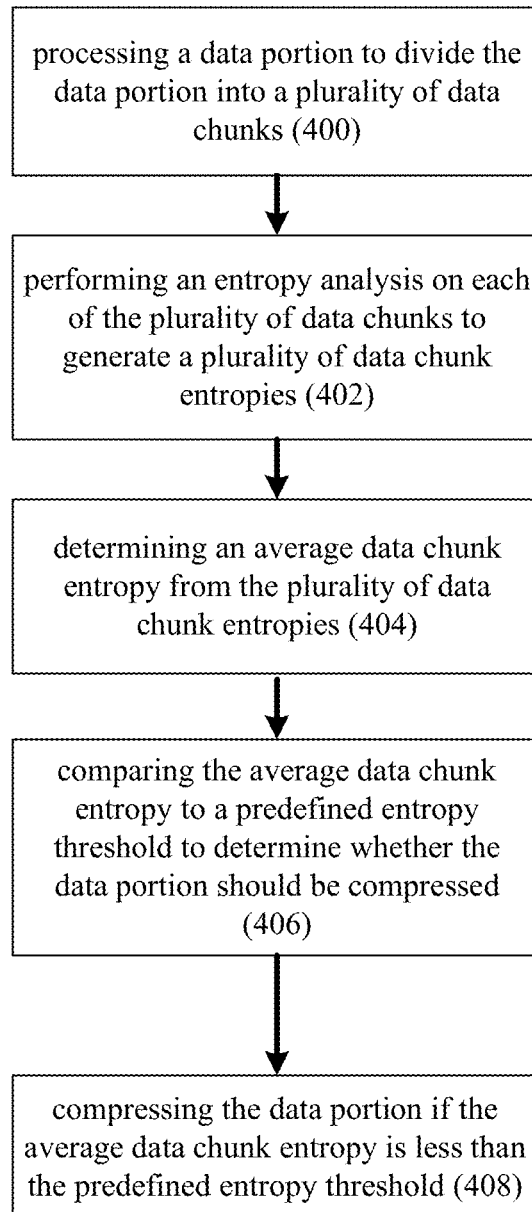 processing a data portion to divide the
data portion into a plurality of data
chunks (400)
performing an entropy analysis on each
of the plurality of data chunks to
generate a plurality of data chunk
entropies (402)
determining an average data chunk
entropy from the plurality of data
chunk entropies (404)
comparing the average data chunk
entropy to a predefined entropy
threshold to determine whether the
data portion should be compressed
(406)
compressing the data portion if the
average data chunk entropy is less than
the predefined entropy threshold (408)